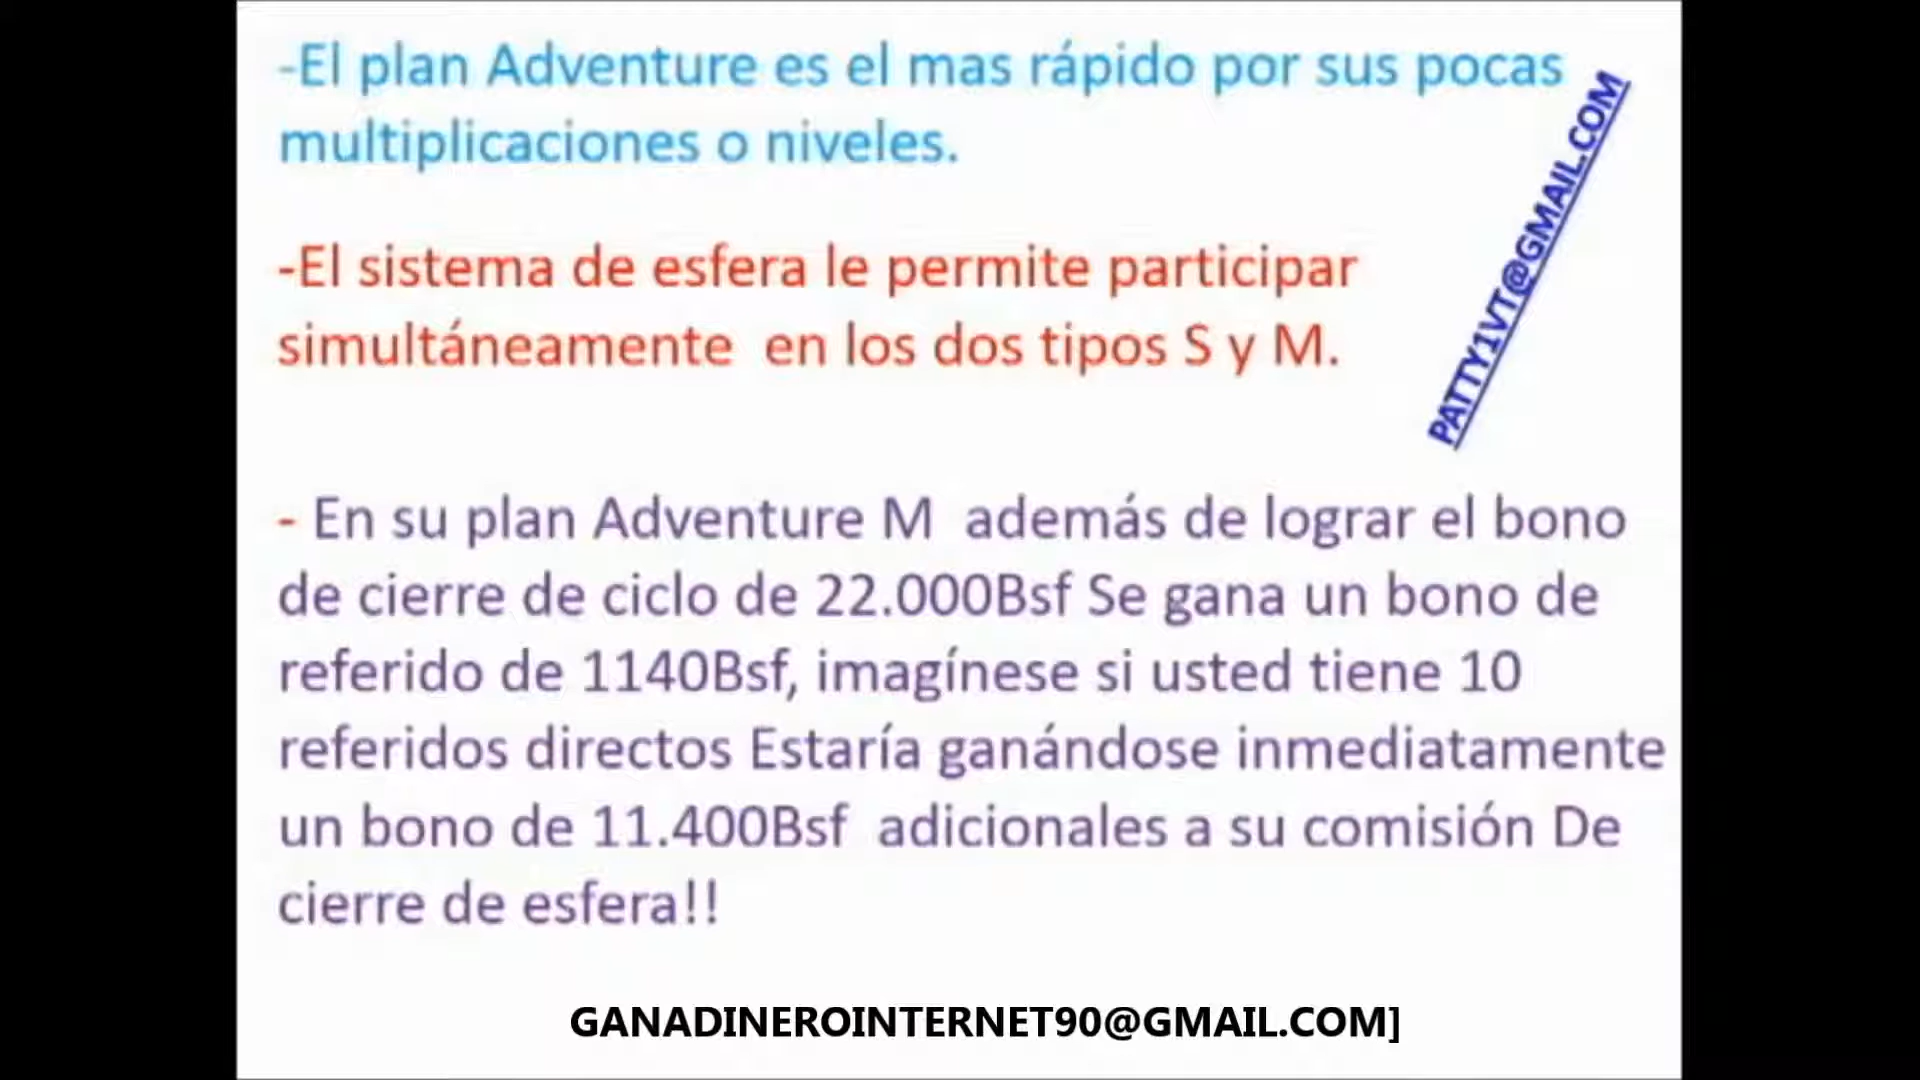 -El plan Adventure es el mas rápido por sus pocas
multiplicaciones o niveles.
PATTY1VT@GMAIL.COM
-El sistema de esfera le permite participar
simultáneamente en los dos tipos S y M.
- En su plan Adventure M además de lograr el bono
de cierre de ciclo de 22.000Bsf Se gana un bono de
referido de 1140Bsf, imagínese si usted tiene 10
referidos directos Estaría ganándose inmediatamente
un bono de 11.400Bsf adicionales a su comisión De
cierre de esfera!!
GANADINEROINTERNET90@GMAIL.COM]